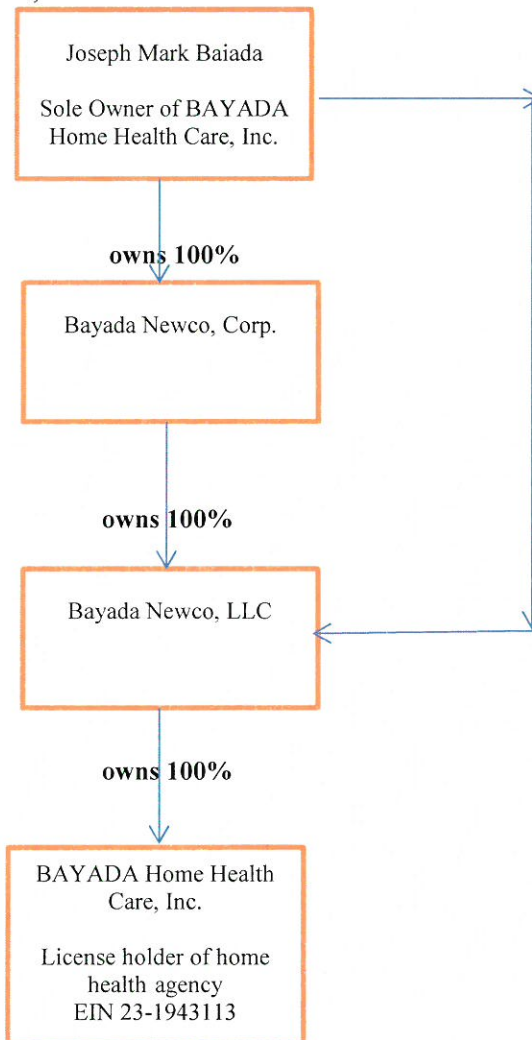 Joseph Mark Baiada
Sole Owner of BAYADA
Home Health Care, Inc.
owns 100%
Bayada Newco, Corp.
owns 100%
Bayada Newco, LLC
owns 100%
BAYADA Home Health
Care, Inc.
License holder of home
health agency
EIN 23-1943113